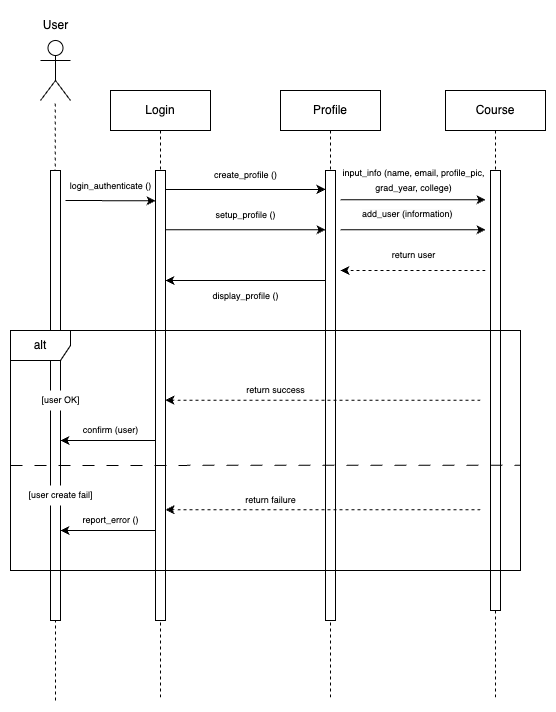 User
Login
Profile
Course
login_authenticate ()
create_profile ()
input_info (name, email, profile_pic,
grad_year, college)
setup_profile ()
add_user (information)
return user
display_profile ()
alt
[user OK]
return success
confirm (user)
[user create fail]
return failure
report_error ()